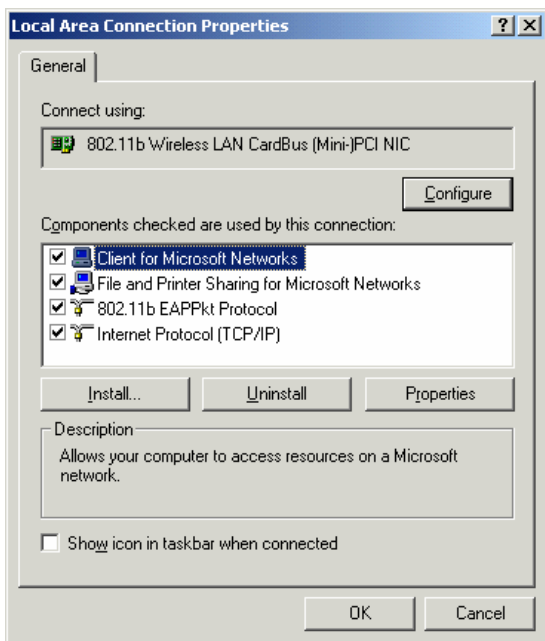 Local Area Connection Properties
General
Connect using:
802.11b Wireless LAN CardBus (Mini-)PCI NIC
Configure
Components checked are used by this connection:
Client for Microsoft Networks
File and Printer Sharing for Microsoft Networks
802.11b EAPPkt Protocol
Internet Protocol (TCP/IP)
Install... Uninstall Properties
Description
Allows your computer to access resources on a Microsoft
network.
Show icon in taskbar when connected
OK Cancel